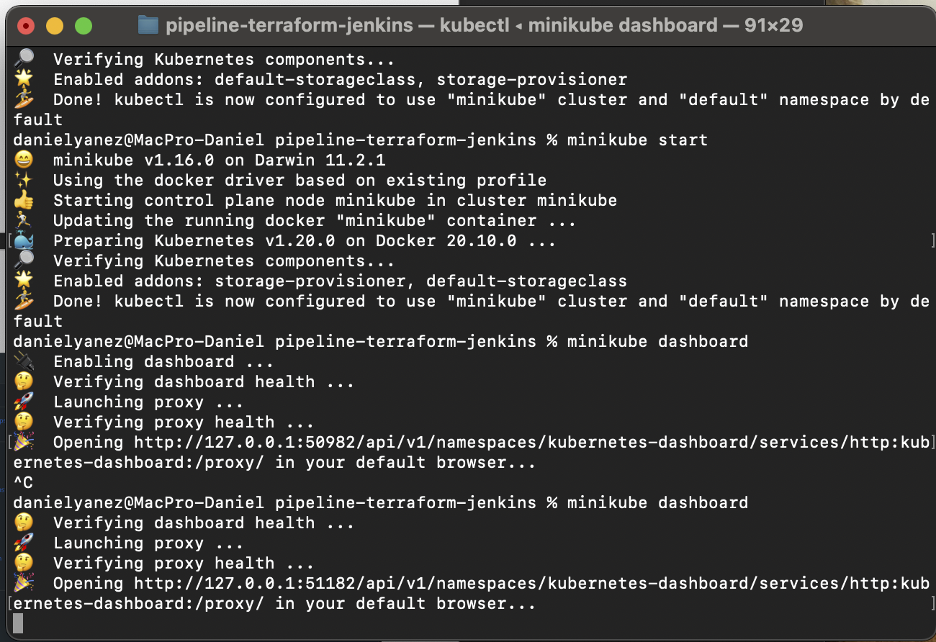 pipeline-terraform-jenkins — kubectl ◂ minikube dashboard — 91×29
🔎  Verifying Kubernetes components...
🌟  Enabled addons: default-storageclass, storage-provisioner
🏄  Done! kubectl is now configured to use "minikube" cluster and "default" namespace by de
fault
danielyanez@MacPro-Daniel pipeline-terraform-jenkins % minikube start
😄  minikube v1.16.0 on Darwin 11.2.1
✨  Using the docker driver based on existing profile
👍  Starting control plane node minikube in cluster minikube
🏃  Updating the running docker "minikube" container ...
[🐳  Preparing Kubernetes v1.20.0 on Docker 20.10.0 ... ]
🔎  Verifying Kubernetes components...
🌟  Enabled addons: storage-provisioner, default-storageclass
🏄  Done! kubectl is now configured to use "minikube" cluster and "default" namespace by de
fault
danielyanez@MacPro-Daniel pipeline-terraform-jenkins % minikube dashboard
🔌  Enabling dashboard ...
🤔  Verifying dashboard health ...
🚀  Launching proxy ...
🤔  Verifying proxy health ...
[🎉  Opening http://127.0.0.1:50982/api/v1/namespaces/kubernetes-dashboard/services/http:kub]
ernetes-dashboard:/proxy/ in your default browser...
^C
danielyanez@MacPro-Daniel pipeline-terraform-jenkins % minikube dashboard
🤔  Verifying dashboard health ...
🚀  Launching proxy ...
🤔  Verifying proxy health ...
🎉  Opening http://127.0.0.1:51182/api/v1/namespaces/kubernetes-dashboard/services/http:kub
[ernetes-dashboard:/proxy/ in your default browser... ]